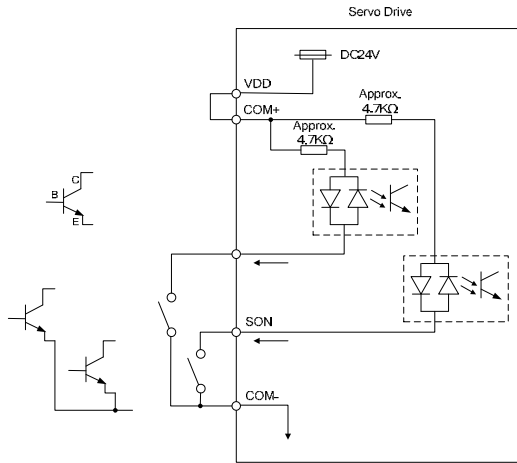 Servo Drive
DC24V
VDD
Approx.
4.7KΩ
COM+
Approx.
4.7KΩ
C
B
E
SON
COM-